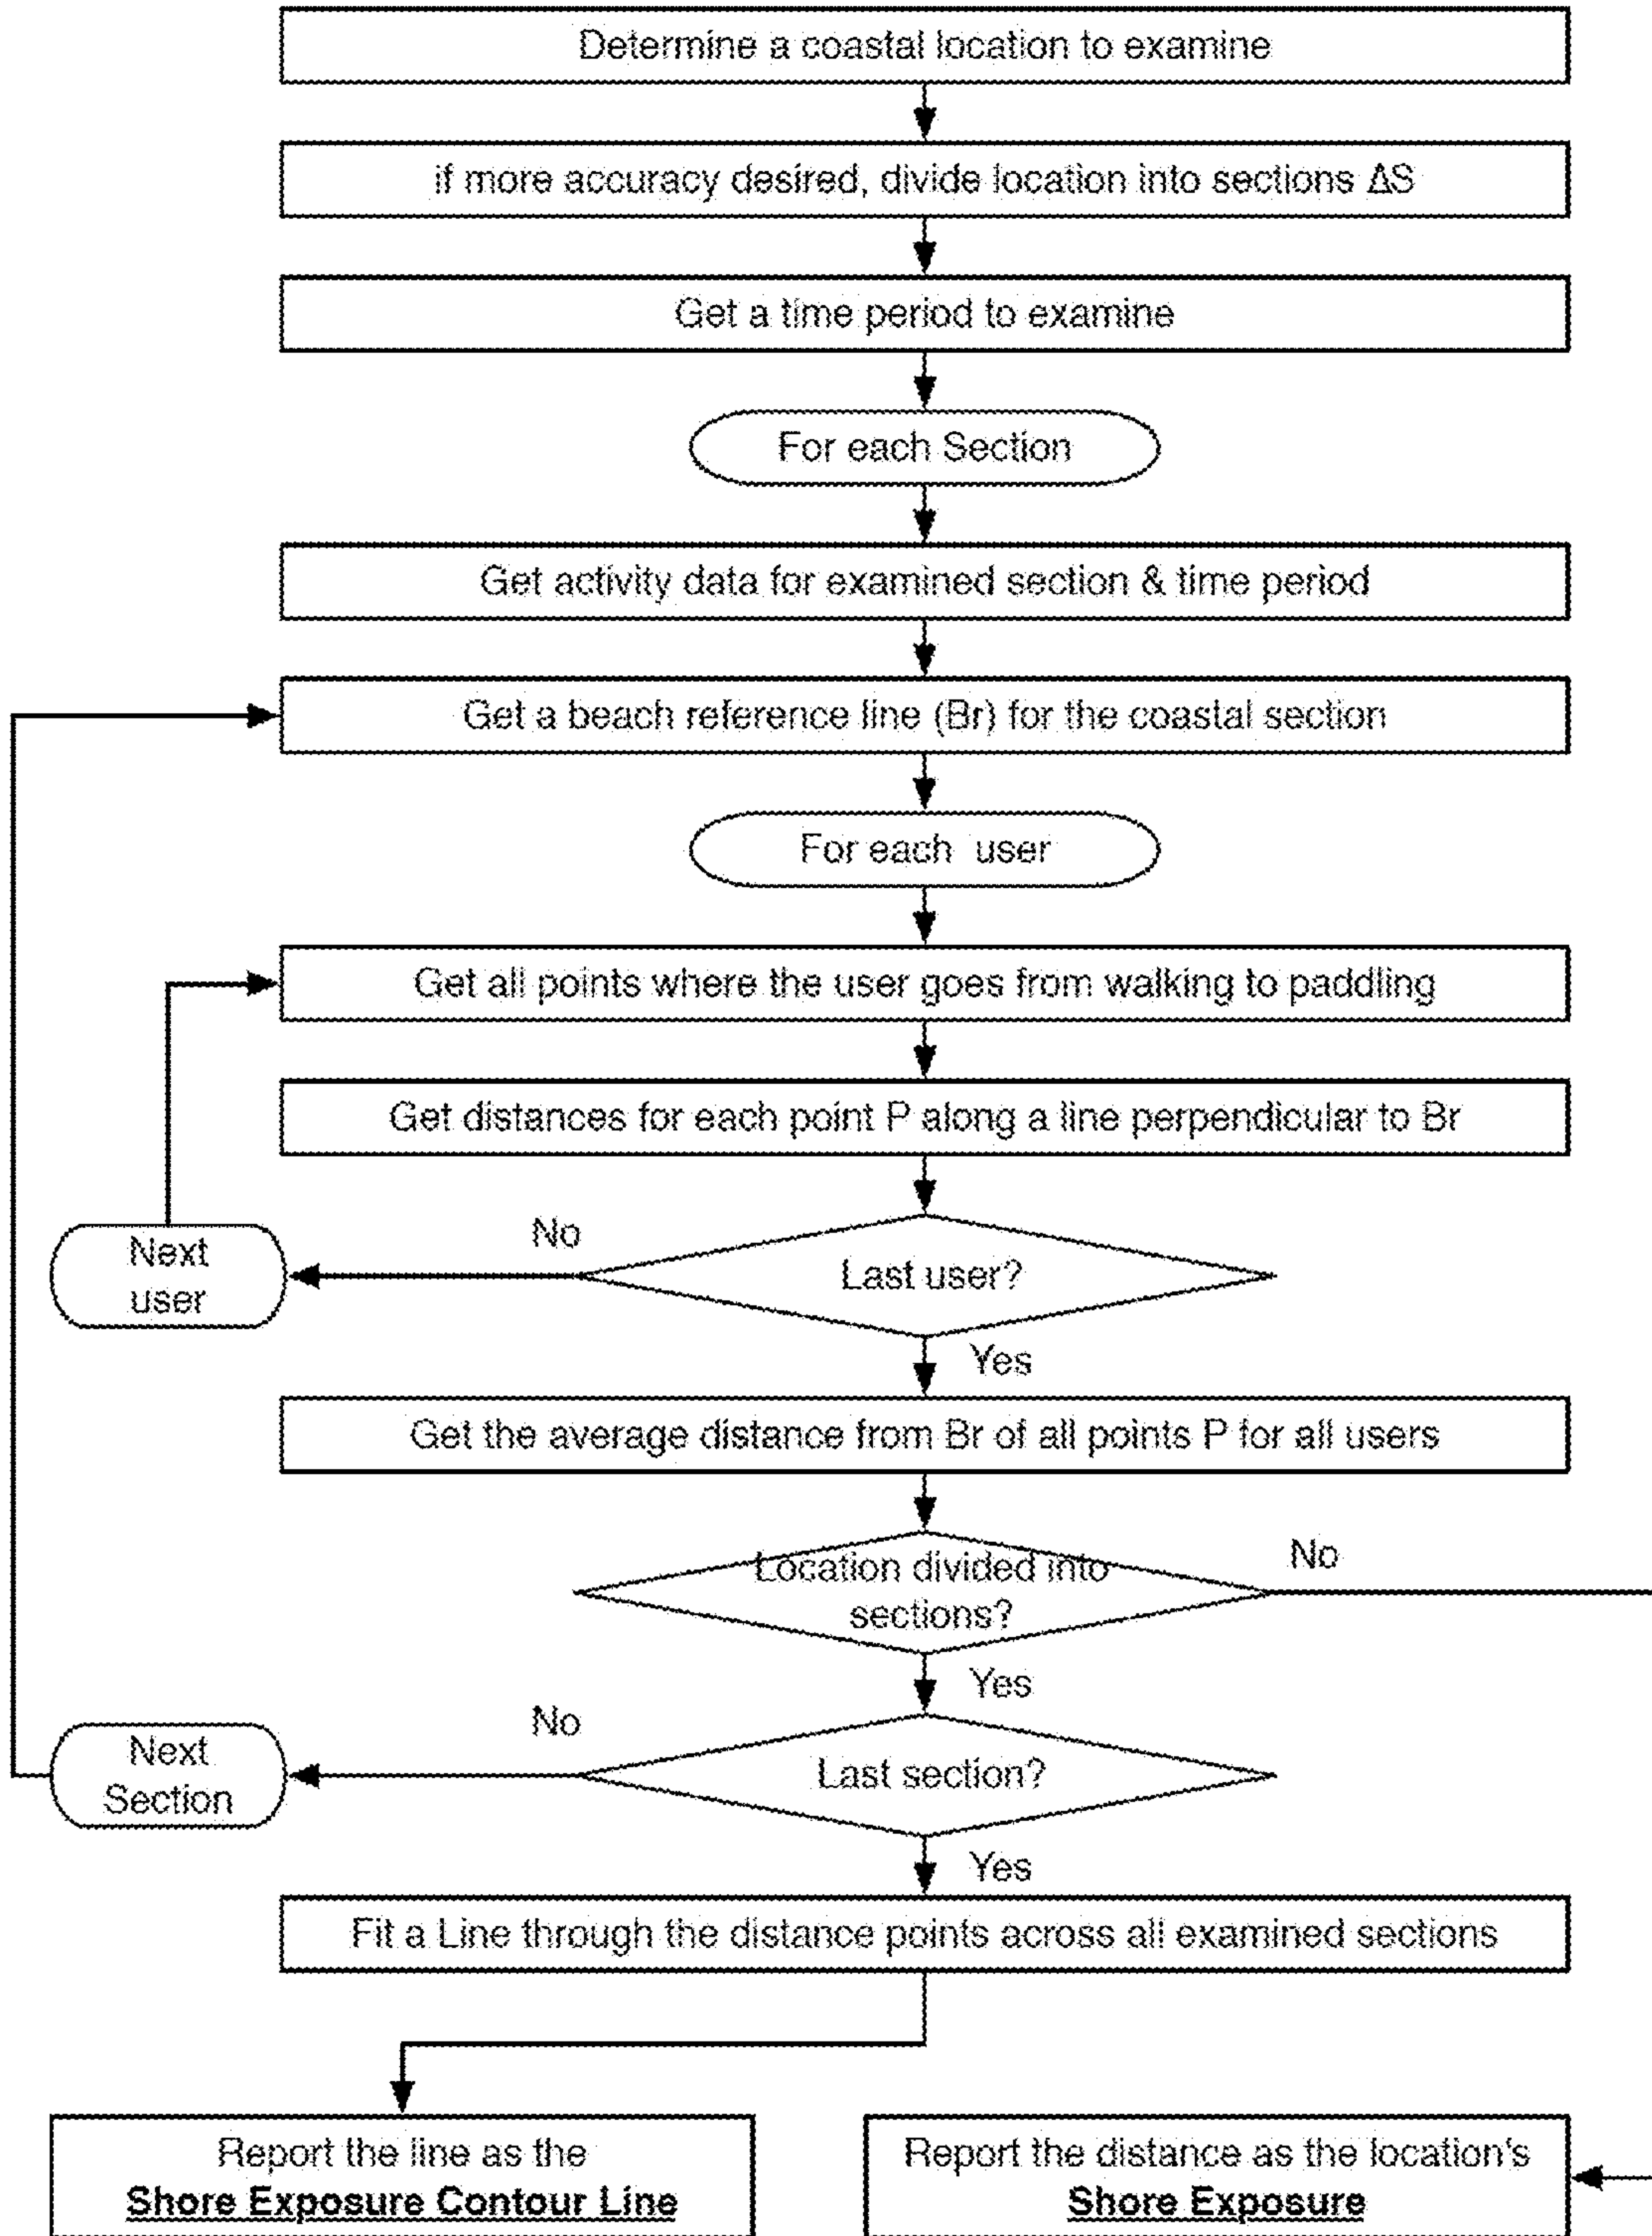 Determine a coastal location to examine
if more accuracy desired, divide location into sections ΔS
Get a time period to examine
For each Section
Get activity data for examined section & time period
Get a beach reference line (Br) for the coastal section
For each user
Get all points where the user goes from walking to paddling
Get distances for each point P along a line perpendicular to Br
No
Next
user
Last user?
Yes
Get the average distance from Br of all points P for all users
Location divided into
sections?
No
Yes
No
Next
Section
Last section?
Yes
Fit a Line through the distance points across all examined sections
Report the line as the
Shore Exposure Contour Line
Report the distance as the location's
Shore Exposure